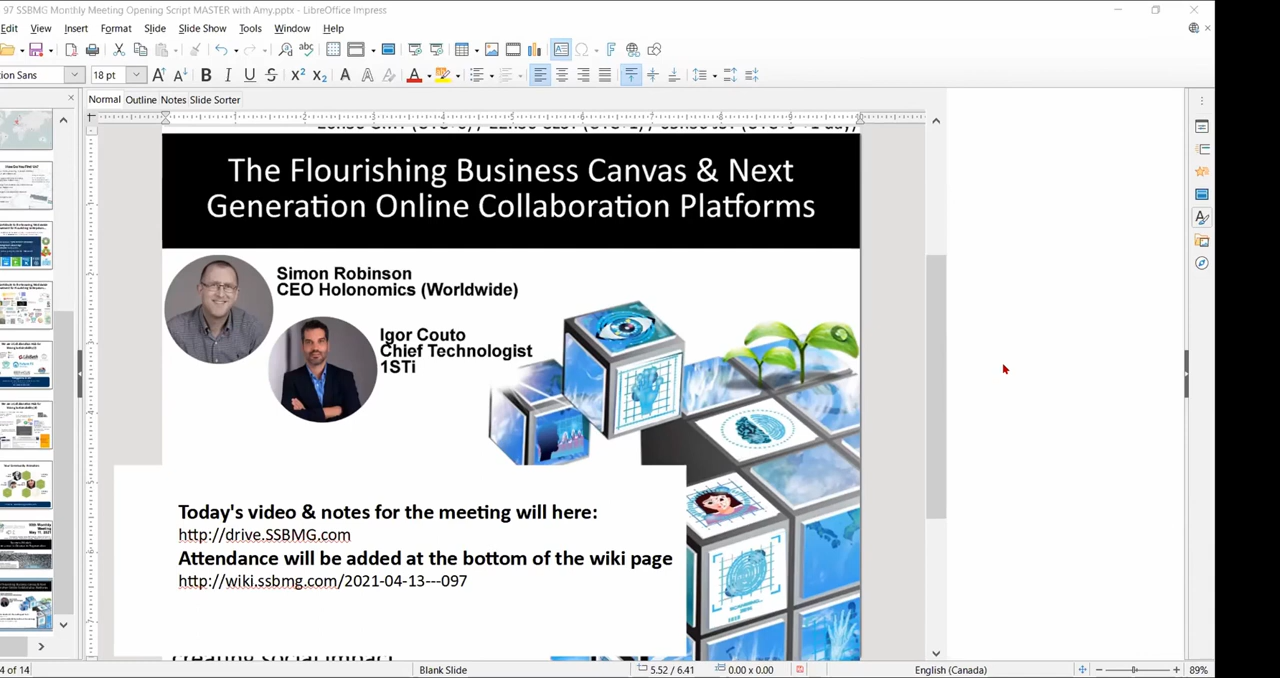 97 SSBMG Monthly Meeting Opening Script MASTER with Amy.pptx - LibreOffice Impress
Edit View Insert Format Slide Slide Show Tools Window Help
on Sans 18 pt
Normal Outline Notes Slide Sorter
The Flourishing Business Canvas & Next
Generation Online Collaboration Platforms
Simon Robinson
CEO Holonomics (Worldwide)
Igor Couto
Chief Technologist
1STi
Today's video & notes for the meeting will here:
http://drive.SSBMG.com
Attendance will be added at the bottom of the wiki page
http://wiki.ssbmg.com/2021-04-13---097
creating social impact
4 of 14 Blank Slide 5.52 / 6.41 0.00 x 0.00 English (Canada) 89%